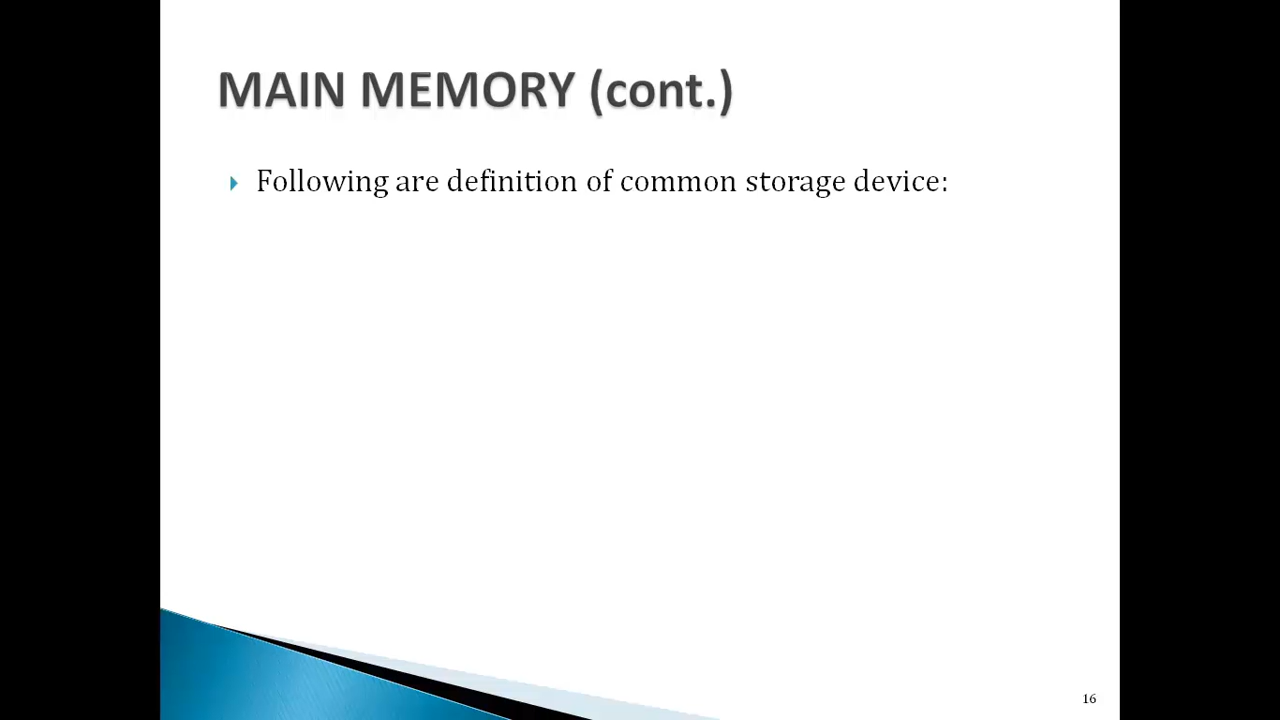 MAIN MEMORY (cont.)
Following are definition of common storage device:
16